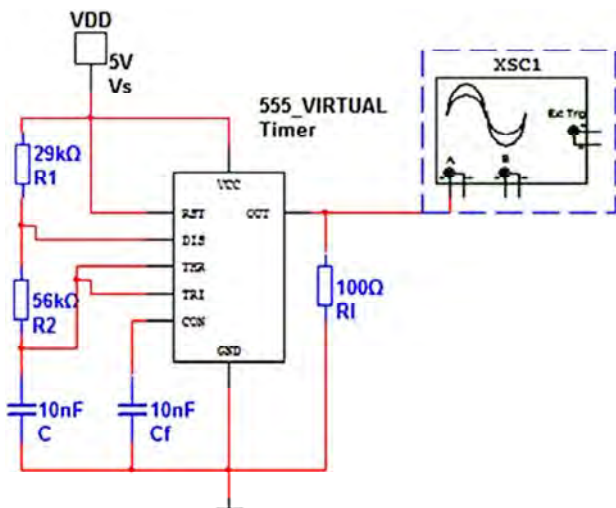 VDD
5V
Vs
XSC1
555_VIRTUAL
Timer
Ext Trg
A
B
29kΩ
R1
VCC
RST
OUT
DIS
THR
TRI
CON
GND
56kΩ
R2
100Ω
Rl
10nF
C
10nF
Cf